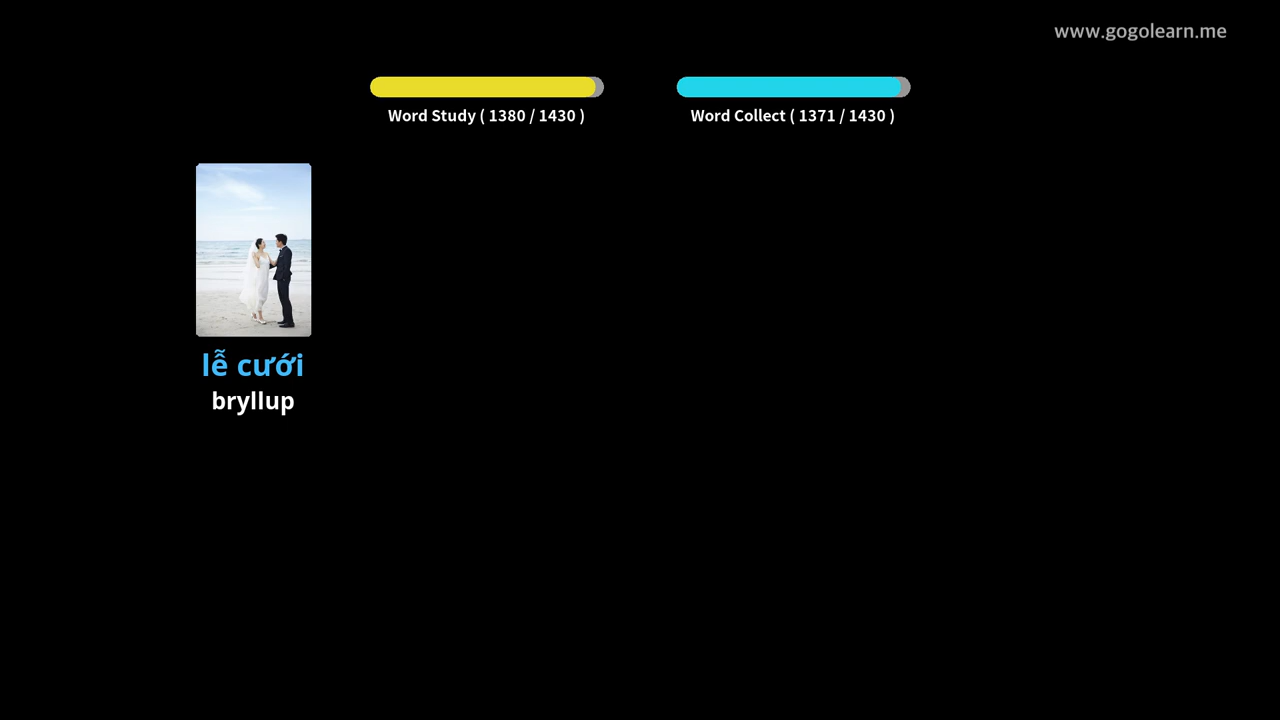 www.gogolearn.me
Word Study ( 1380 / 1430 )
Word Collect ( 1371 / 1430 )
lễ cưới
bryllup